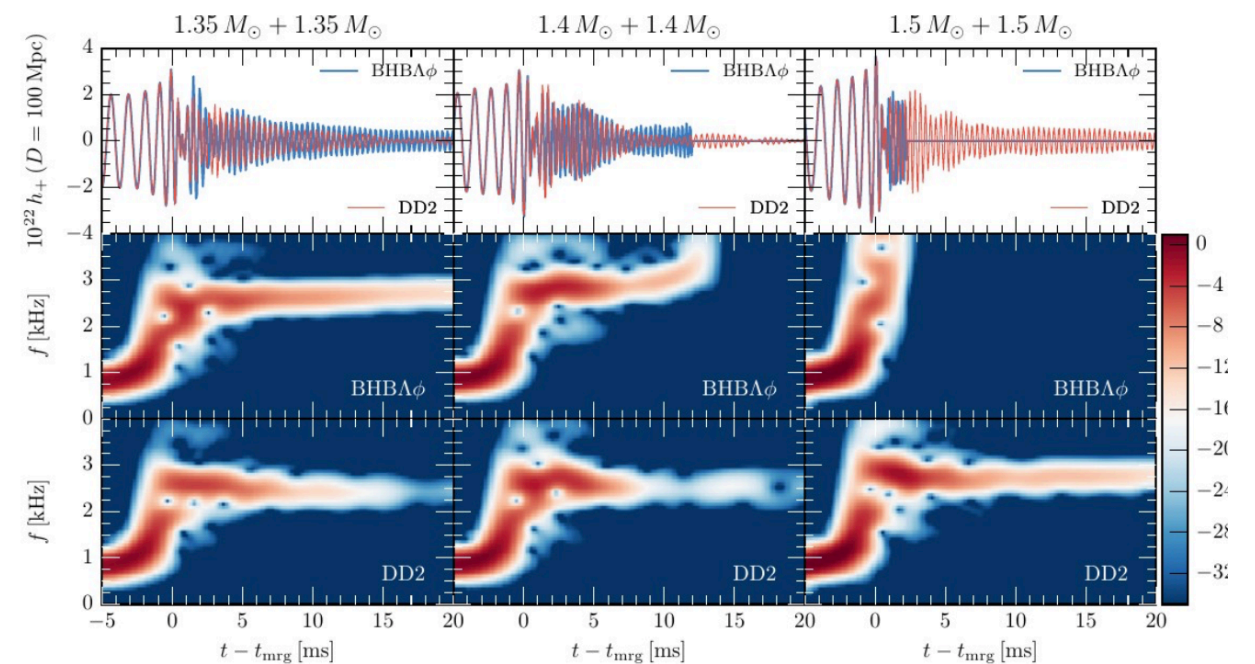 1.35 M⊙ + 1.35 M⊙
1.4 M⊙ + 1.4 M⊙
1.5 M⊙ + 1.5 M⊙
10²² h₊ (D = 100 Mpc)
4
2
0
−2
−4
BHBΛϕ
DD2
BHBΛϕ
DD2
BHBΛϕ
DD2
f [kHz]
3
2
1
0
BHBΛϕ
BHBΛϕ
BHBΛϕ
f [kHz]
3
2
1
0
DD2
DD2
DD2
−5 0 5 10 15 20
0 5 10 15 20
0 5 10 15 20
t − tmrg [ms]
t − tmrg [ms]
t − tmrg [ms]
0
−4
−8
−12
−16
−20
−24
−28
−32